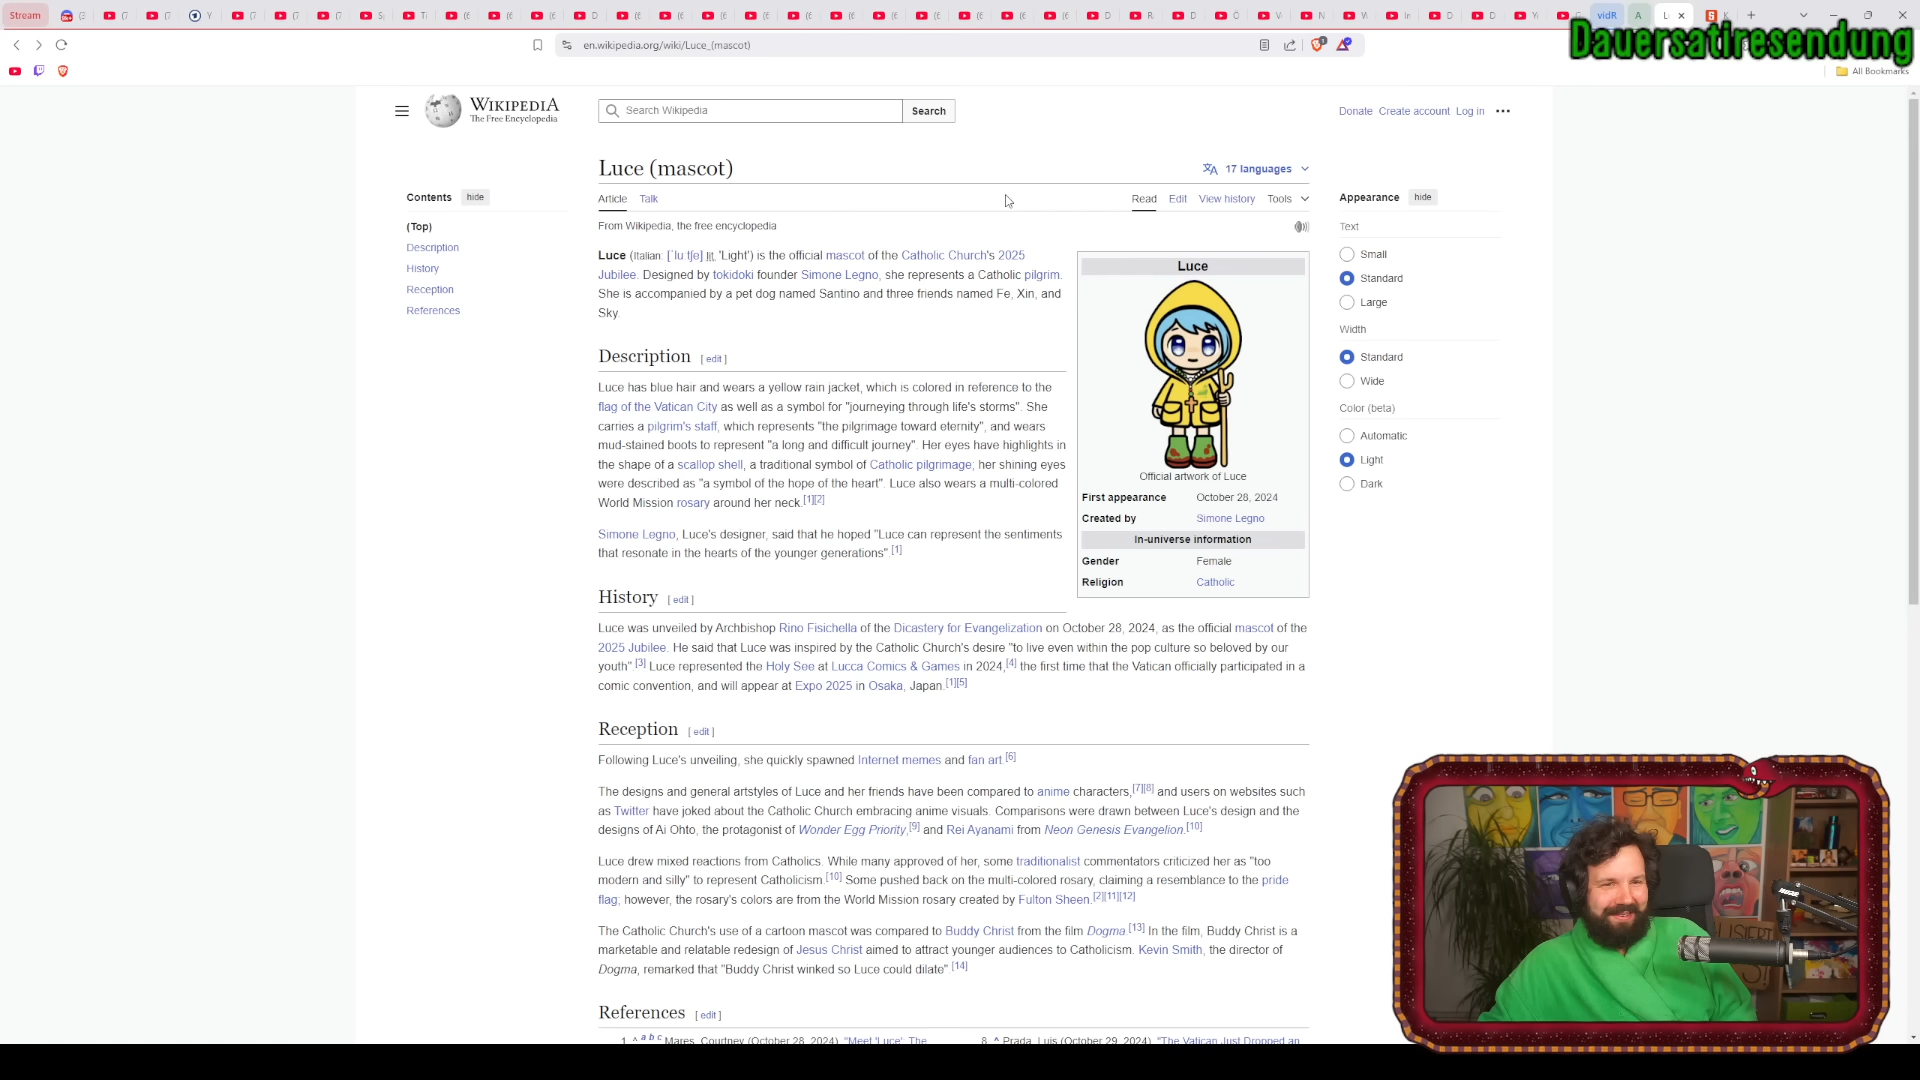 Stream
vidR
A
Dauersatiresendung
en.wikipedia.org/wiki/Luce_(mascot)
All Bookmarks
WIKIPEDIA
The Free Encyclopedia
Search Wikipedia
Search
Donate Create account Log in
Luce (mascot)
17 languages
Contents hide
Appearance hide
Article Talk
Read Edit View history Tools
(Top)
Description
History
Reception
References
From Wikipedia, the free encyclopedia
Text
Small
Standard
Large
Width
Standard
Wide
Color (beta)
Automatic
Light
Dark
Luce (Italian: [ˈluːtʃe] lit. 'Light') is the official mascot of the Catholic Church's 2025
Jubilee. Designed by tokidoki founder Simone Legno, she represents a Catholic pilgrim.
She is accompanied by a pet dog named Santino and three friends named Fe, Xin, and
Sky.
Luce
Official artwork of Luce
First appearance October 28, 2024
Created by Simone Legno
In-universe information
Gender Female
Religion Catholic
Description [ edit ]
Luce has blue hair and wears a yellow rain jacket, which is colored in reference to the
flag of the Vatican City as well as a symbol for "journeying through life's storms". She
carries a pilgrim's staff, which represents "the pilgrimage toward eternity", and wears
mud-stained boots to represent "a long and difficult journey". Her eyes have highlights in
the shape of a scallop shell, a traditional symbol of Catholic pilgrimage; her shining eyes
were described as "a symbol of the hope of the heart". Luce also wears a multi-colored
World Mission rosary around her neck.[1][2]
Simone Legno, Luce's designer, said that he hoped "Luce can represent the sentiments
that resonate in the hearts of the younger generations" [1]
History [ edit ]
Luce was unveiled by Archbishop Rino Fisichella of the Dicastery for Evangelization on October 28, 2024, as the official mascot of the
2025 Jubilee. He said that Luce was inspired by the Catholic Church's desire "to live even within the pop culture so beloved by our
youth" [3] Luce represented the Holy See at Lucca Comics & Games in 2024,[4] the first time that the Vatican officially participated in a
comic convention, and will appear at Expo 2025 in Osaka, Japan.[1][5]
Reception [ edit ]
Following Luce's unveiling, she quickly spawned Internet memes and fan art.[6]
The designs and general artstyles of Luce and her friends have been compared to anime characters,[7][8] and users on websites such
as Twitter have joked about the Catholic Church embracing anime visuals. Comparisons were drawn between Luce's design and the
designs of Ai Ohto, the protagonist of Wonder Egg Priority,[9] and Rei Ayanami from Neon Genesis Evangelion.[10]
Luce drew mixed reactions from Catholics. While many approved of her, some traditionalist commentators criticized her as "too
modern and silly" to represent Catholicism.[10] Some pushed back on the multi-colored rosary, claiming a resemblance to the pride
flag; however, the rosary's colors are from the World Mission rosary created by Fulton Sheen.[2][11][12]
The Catholic Church's use of a cartoon mascot was compared to Buddy Christ from the film Dogma.[13] In the film, Buddy Christ is a
marketable and relatable redesign of Jesus Christ aimed to attract younger audiences to Catholicism. Kevin Smith, the director of
Dogma, remarked that "Buddy Christ winked so Luce could dilate". [14]
References [ edit ]
1. ^ a b c Mares, Courtney (October 28, 2024). "Meet 'Luce': The
8. ^ Prada, Luis (October 29, 2024). "The Vatican Just Dropped an